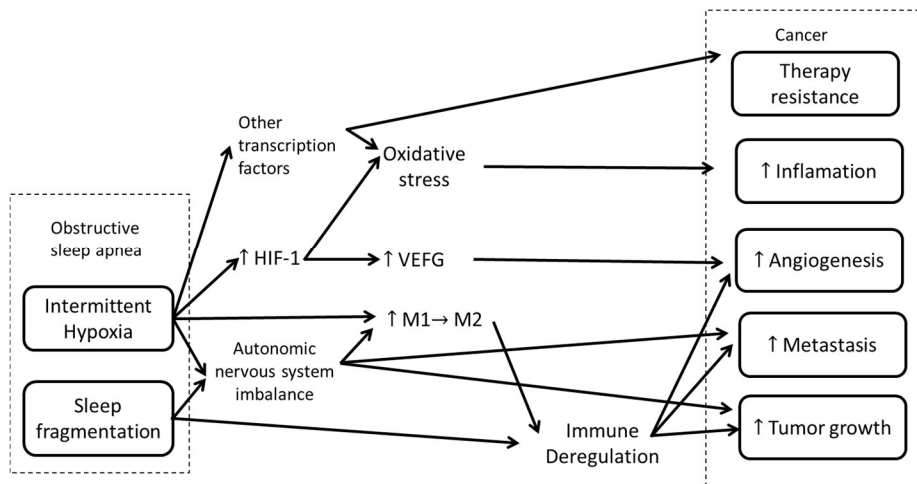 Cancer
Therapy
resistance
Other
transcription
factors
Oxidative
stress
↑ Inflamation
Obstructive
sleep apnea
↑ HIF-1
↑ VEFG
↑ Angiogenesis
Intermittent
Hypoxia
↑ M1→ M2
↑ Metastasis
Autonomic
nervous system
imbalance
Sleep
fragmentation
Immune
Deregulation
↑ Tumor growth